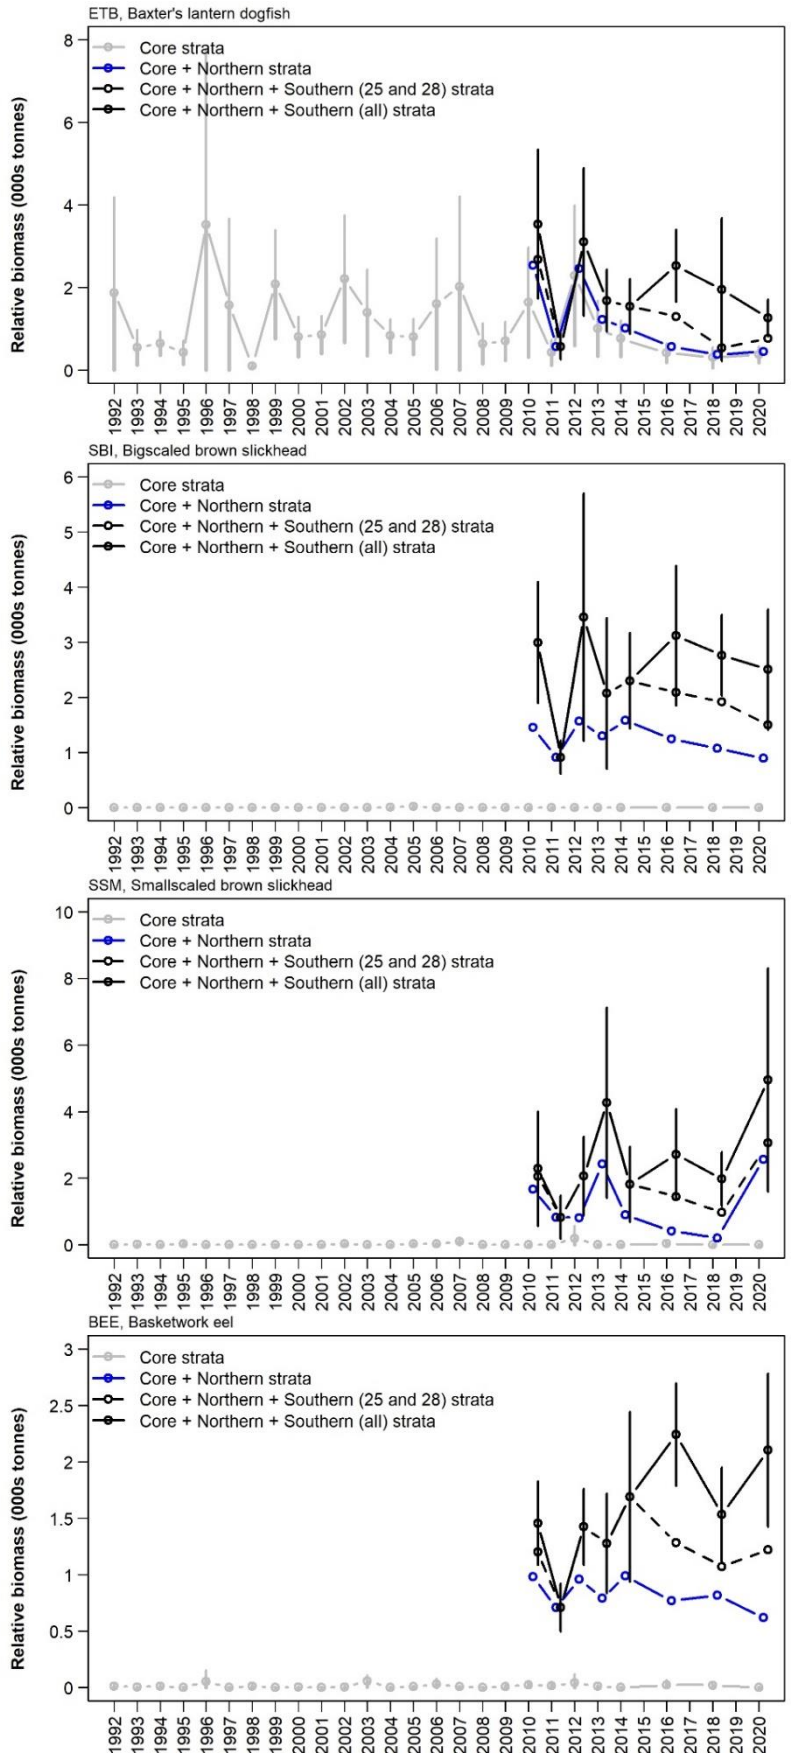 ETB, Baxter's lantern dogfish
Relative biomass (000s tonnes)
8
6
4
2
0
Core strata
Core + Northern strata
Core + Northern + Southern (25 and 28) strata
Core + Northern + Southern (all) strata
1992 1993 1994 1995 1996 1997 1998 1999 2000 2001 2002 2003 2004 2005 2006 2007 2008 2009 2010 2011 2012 2013 2014 2015 2016 2018 2019 2020
SBI, Bigscaled brown slickhead
Relative biomass (000s tonnes)
6
5
4
3
2
1
0
Core strata
Core + Northern strata
Core + Northern + Southern (25 and 28) strata
Core + Northern + Southern (all) strata
1992 1993 1994 1995 1996 1997 1998 1999 2000 2001 2002 2003 2004 2005 2006 2007 2008 2009 2010 2011 2012 2013 2014 2015 2016 2018 2019 2020
SSM, Smallscaled brown slickhead
Relative biomass (000s tonnes)
10
8
6
4
2
0
Core strata
Core + Northern strata
Core + Northern + Southern (25 and 28) strata
Core + Northern + Southern (all) strata
1992 1993 1994 1995 1996 1997 1998 1999 2000 2001 2002 2003 2004 2005 2006 2007 2008 2009 2010 2011 2012 2013 2014 2015 2016 2018 2019 2020
BEE, Basketwork eel
Relative biomass (000s tonnes)
3
2.5
2
1.5
1
0.5
0
Core strata
Core + Northern strata
Core + Northern + Southern (25 and 28) strata
Core + Northern + Southern (all) strata
1992 1993 1994 1995 1996 1997 1998 1999 2000 2001 2002 2003 2004 2005 2006 2007 2008 2009 2010 2011 2012 2013 2014 2015 2016 2018 2019 2020